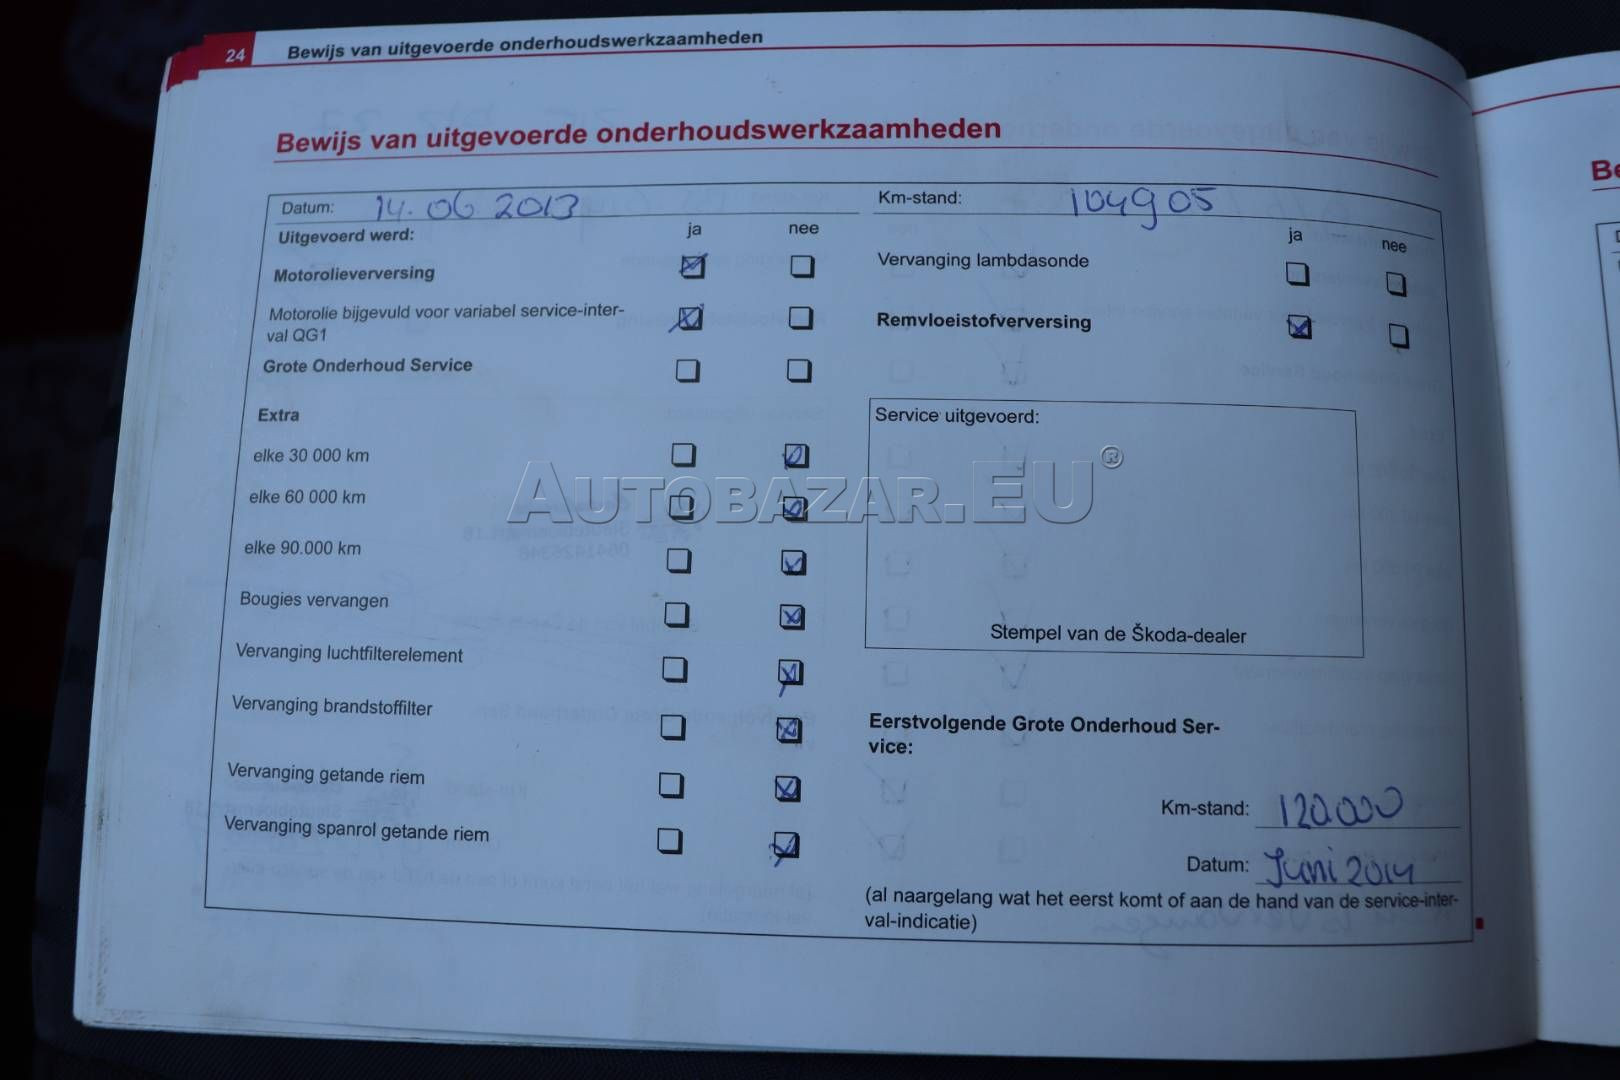 24 Bewijs van uitgevoerde onderhoudswerkzaamheden
Bewijs van uitgevoerde onderhoudswerkzaamheden
Be
Datum: 14.06 2013
Km-stand: 104905
Uitgevoerd werd: ja nee
ja nee
Motorolieverversing
Motorolie bijgevuld voor variabel service-inter-
val QG1
Grote Onderhoud Service
Extra
elke 30 000 km
elke 60 000 km
elke 90.000 km
Bougies vervangen
Vervanging luchtfilterelement
Vervanging brandstoffilter
Vervanging getande riem
Vervanging spanrol getande riem
Vervanging lambdasonde
Remvloeistofverversing
Service uitgevoerd:
AUTOBAZAR.EU®
Stempel van de Škoda-dealer
Eerstvolgende Grote Onderhoud Ser-
vice:
Km-stand: 120.000
Datum: Juni 2014
(al naargelang wat het eerst komt of aan de hand van de service-inter-
val-indicatie)